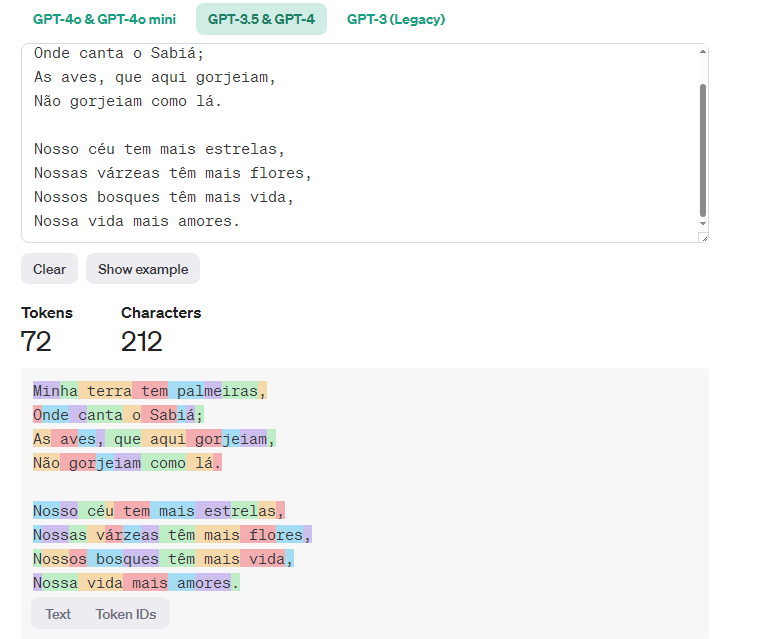 GPT-4o & GPT-4o mini GPT-3.5 & GPT-4 GPT-3 (Legacy)
Onde canta o Sabiá;
As aves, que aqui gorjeiam,
Não gorjeiam como lá.

Nosso céu tem mais estrelas,
Nossas várzeas têm mais flores,
Nossos bosques têm mais vida,
Nossa vida mais amores.
Clear Show example
Tokens Characters
72 212
Minha terra tem palmeiras,
Onde canta o Sabiá;
As aves, que aqui gorjeiam,
Não gorjeiam como lá.

Nosso céu tem mais estrelas,
Nossas várzeas têm mais flores,
Nossos bosques têm mais vida,
Nossa vida mais amores.
Text Token IDs